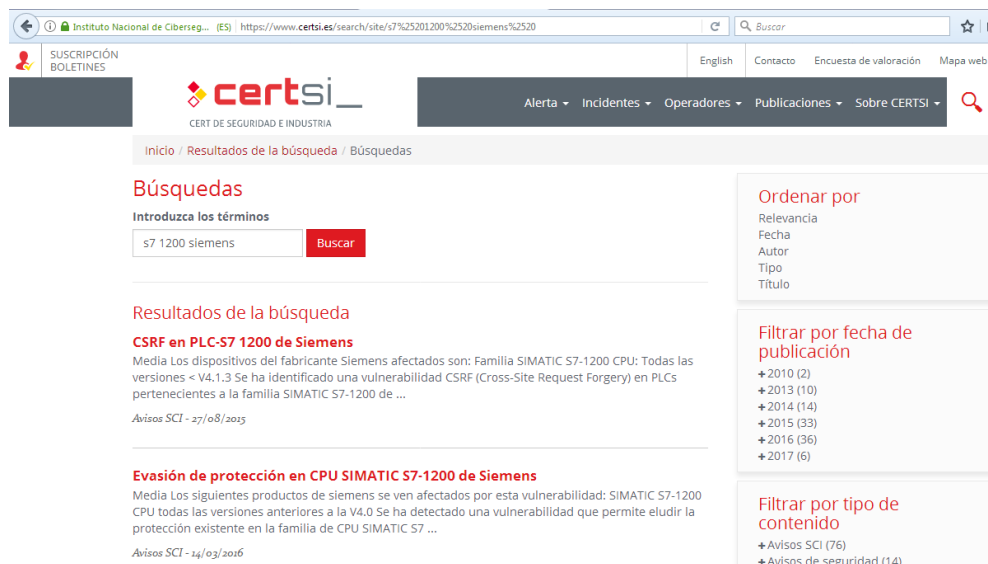 Instituto Nacional de Ciberseg... (ES) https://www.certsi.es/search/site/s7%25201200%2520siemens%2520
Buscar
SUSCRIPCIÓN
BOLETINES
English Contacto Encuesta de valoración Mapa web
certsi_
CERT DE SEGURIDAD E INDUSTRIA
Alerta Incidentes Operadores Publicaciones Sobre CERTSI
Inicio / Resultados de la búsqueda / Búsquedas
Búsquedas
Introduzca los términos
s7 1200 siemens
Buscar
Resultados de la búsqueda
CSRF en PLC-S7 1200 de Siemens
Media Los dispositivos del fabricante Siemens afectados son: Familia SIMATIC S7-1200 CPU: Todas las
versiones < V4.1.3 Se ha identificado una vulnerabilidad CSRF (Cross-Site Request Forgery) en PLCs
pertenecientes a la familia SIMATIC S7-1200 de ...
Avisos SCI - 27/08/2015
Evasión de protección en CPU SIMATIC S7-1200 de Siemens
Media Los siguientes productos de siemens se ven afectados por esta vulnerabilidad: SIMATIC S7-1200
CPU todas las versiones anteriores a la V4.0 Se ha detectado una vulnerabilidad que permite eludir la
protección existente en la familia de CPU SIMATIC S7 ...
Avisos SCI - 14/03/2016
Ordenar por
Relevancia
Fecha
Autor
Tipo
Título
Filtrar por fecha de
publicación
+ 2010 (2)
+ 2013 (10)
+ 2014 (14)
+ 2015 (33)
+ 2016 (36)
+ 2017 (6)
Filtrar por tipo de
contenido
+ Avisos SCI (76)
+ Avisos de seguridad (14)